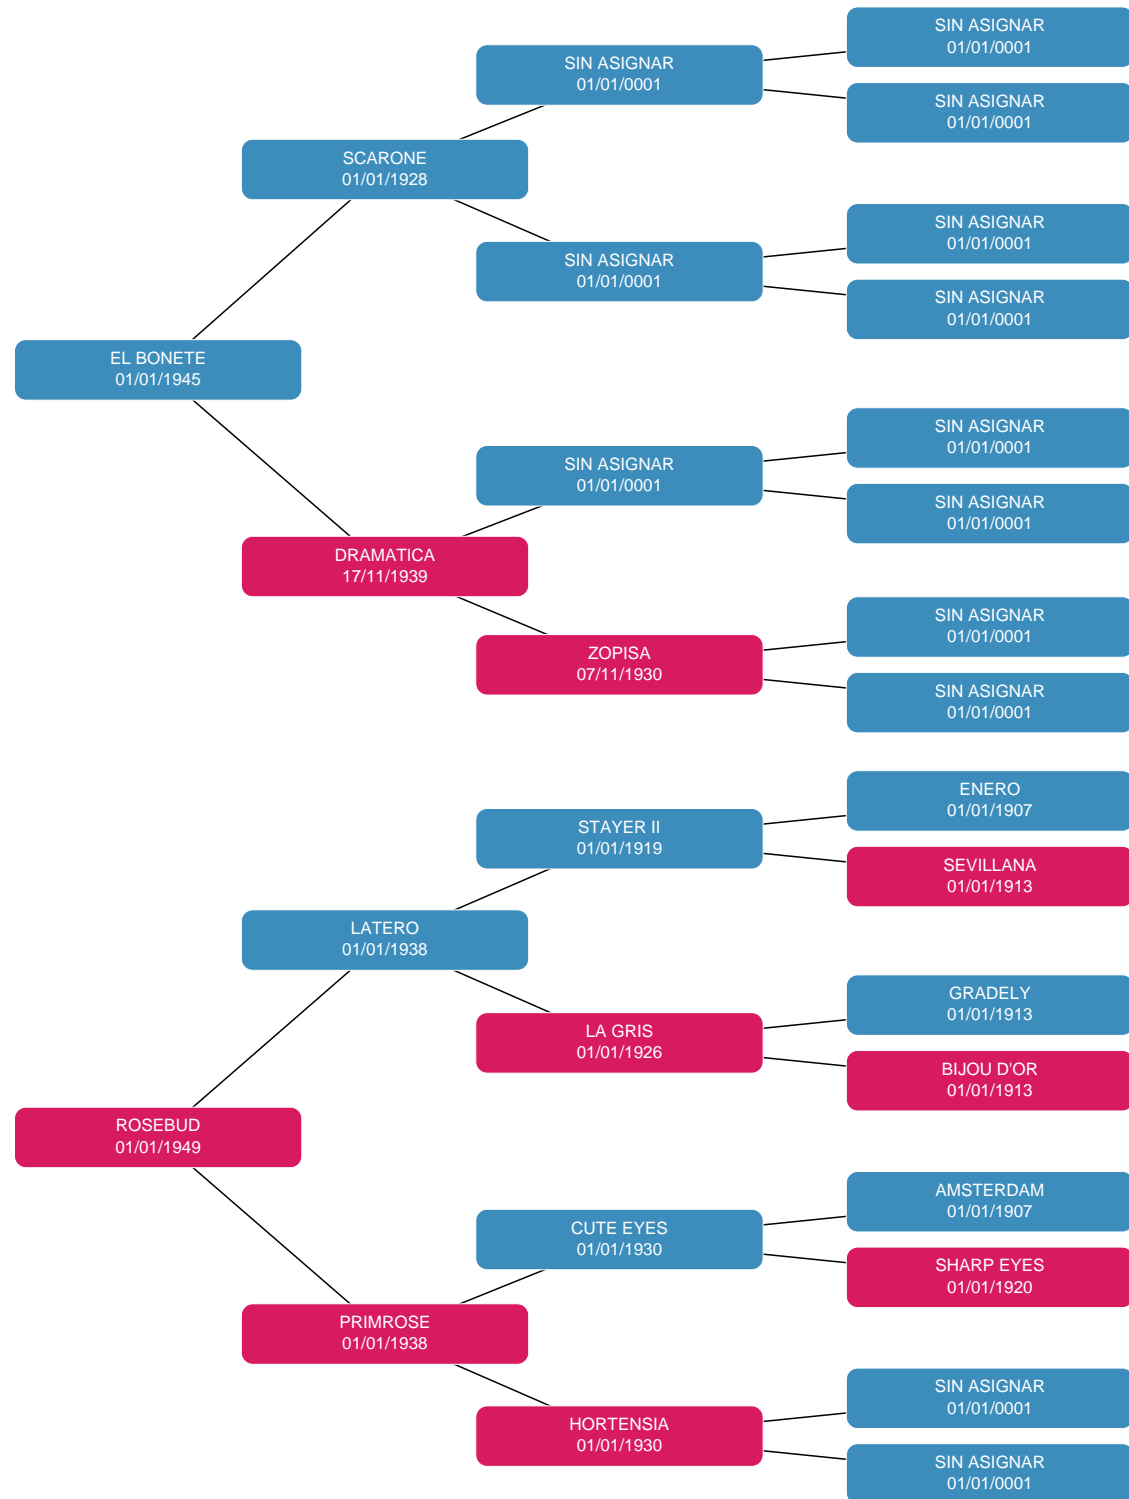 SIN ASIGNAR
01/01/0001
SIN ASIGNAR
01/01/0001
SIN ASIGNAR
01/01/0001
SCARONE
01/01/1928
SIN ASIGNAR
01/01/0001
SIN ASIGNAR
01/01/0001
SIN ASIGNAR
01/01/0001
EL BONETE
01/01/1945
SIN ASIGNAR
01/01/0001
SIN ASIGNAR
01/01/0001
SIN ASIGNAR
01/01/0001
DRAMATICA
17/11/1939
SIN ASIGNAR
01/01/0001
ZOPISA
07/11/1930
SIN ASIGNAR
01/01/0001
ENERO
01/01/1907
STAYER II
01/01/1919
SEVILLANA
01/01/1913
LATERO
01/01/1938
GRADELY
01/01/1913
LA GRIS
01/01/1926
BIJOU D'OR
01/01/1913
ROSEBUD
01/01/1949
AMSTERDAM
01/01/1907
CUTE EYES
01/01/1930
SHARP EYES
01/01/1920
PRIMROSE
01/01/1938
SIN ASIGNAR
01/01/0001
HORTENSIA
01/01/1930
SIN ASIGNAR
01/01/0001